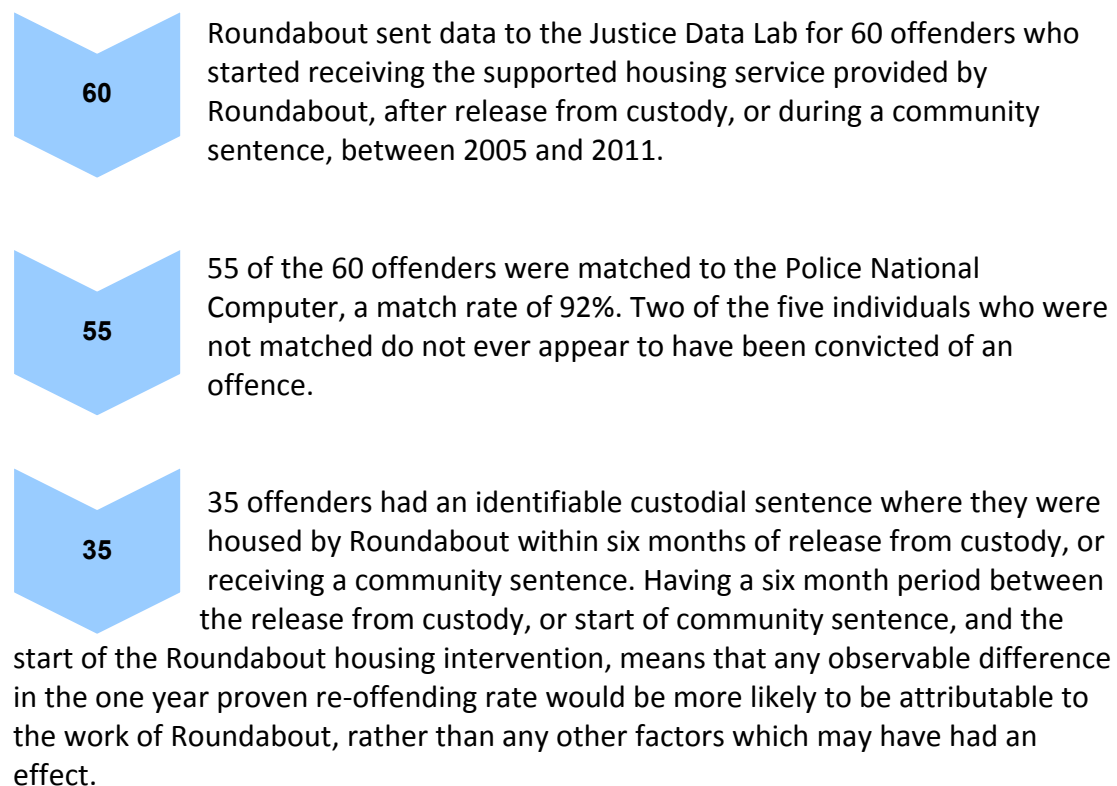 60
Roundabout sent data to the Justice Data Lab for 60 offenders who
started receiving the supported housing service provided by
Roundabout, after release from custody, or during a community
sentence, between 2005 and 2011.
55
55 of the 60 offenders were matched to the Police National
Computer, a match rate of 92%. Two of the five individuals who were
not matched do not ever appear to have been convicted of an
offence.
35
35 offenders had an identifiable custodial sentence where they were
housed by Roundabout within six months of release from custody, or
receiving a community sentence. Having a six month period between
the release from custody, or start of community sentence, and the
start of the Roundabout housing intervention, means that any observable difference
in the one year proven re-offending rate would be more likely to be attributable to
the work of Roundabout, rather than any other factors which may have had an
effect.